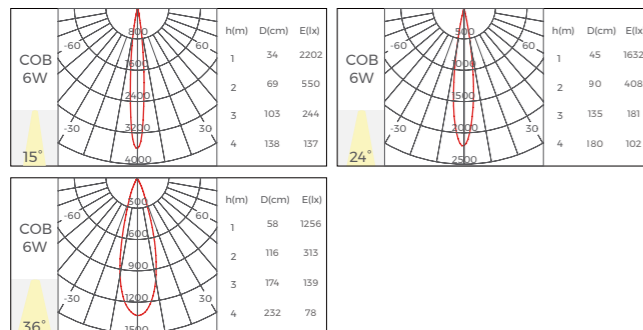 COB
6W
15°
-60
60
-30
30
800
1600
2400
3200
4000
h(m) D(cm) E(lx)
1 34 2202
2 69 550
3 103 244
4 138 137
COB
6W
24°
-60
60
-30
30
500
1000
1500
2000
2500
h(m) D(cm) E(lx)
1 45 1632
2 90 408
3 135 181
4 180 102
COB
6W
36°
-60
60
-30
30
300
600
900
1200
1500
h(m) D(cm) E(lx)
1 58 1256
2 116 313
3 174 139
4 232 78